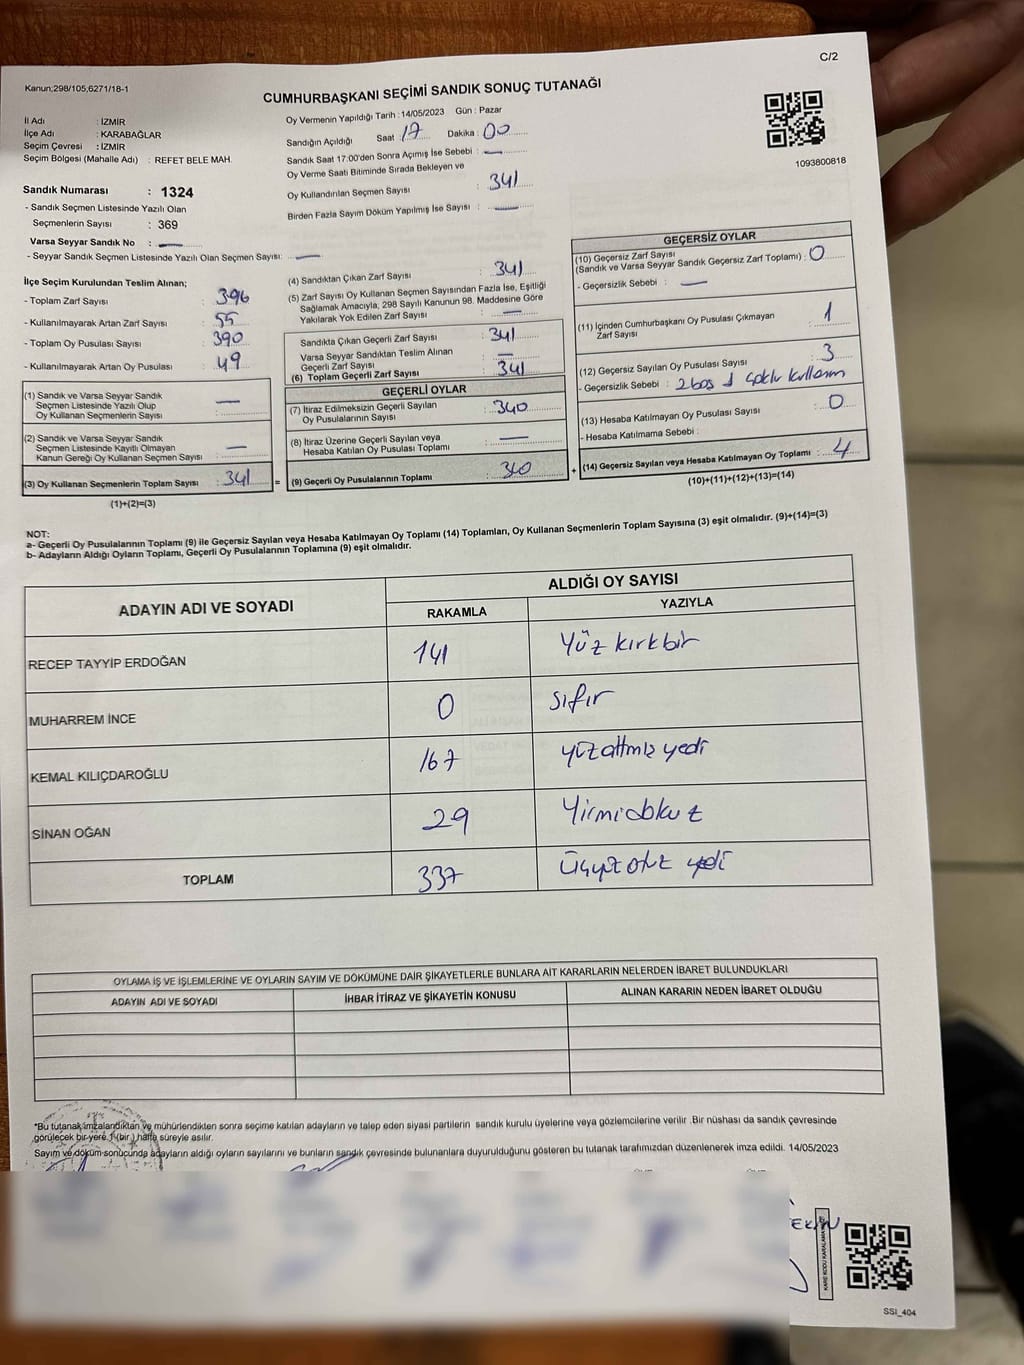 C/2
Kanun;298/105,6271/18-1
CUMHURBAŞKANI SEÇİMİ SANDIK SONUÇ TUTANAĞI
İl Adı : İZMİR
İlçe Adı : KARABAĞLAR
Seçim Çevresi : İZMİR
Seçim Bölgesi (Mahalle Adı) : REFET BELE MAH.
Sandık Numarası : 1324
- Sandık Seçmen Listesinde Yazılı Olan
Seçmenlerin Sayısı : 369
Varsa Seyyar Sandık No :
- Seyyar Sandık Seçmen Listesinde Yazılı Olan Seçmen Sayısı:
Oy Vermenin Yapıldığı Tarih : 14/05/2023 Gün : Pazar
Sandığın Açıldığı Saat : 17 Dakika : 00
Sandık Saat 17:00'den Sonra Açımış İse Sebebi : —
Oy Verme Saati Bitiminde Sırada Bekleyen ve
Oy Kullandırılan Seçmen Sayısı : 341
Birden Fazla Sayım Döküm Yapılmış İse Sayısı : —
1093800818
İlçe Seçim Kurulundan Teslim Alınan;
- Toplam Zarf Sayısı : 396
- Kullanılmayarak Artan Zarf Sayısı : 55
- Toplam Oy Pusulası Sayısı : 390
- Kullanılmayarak Artan Oy Pusulası : 49
(1) Sandık ve Varsa Seyyar Sandık
Seçmen Listesinde Yazılı Olup
Oy Kullanan Seçmenlerin Sayısı : —
(2) Sandık ve Varsa Seyyar Sandık
Seçmen Listesinde Kayıtlı Olmayan
Kanun Gereği Oy Kullanan Seçmen Sayısı : —
(3) Oy Kullanan Seçmenlerin Toplam Sayısı : 341 =
(1)+(2)=(3)
(4) Sandıktan Çıkan Zarf Sayısı : 341
(5) Zarf Sayısı Oy Kullanan Seçmen Sayısından Fazla İse, Eşitliği
Sağlamak Amacıyla, 298 Sayılı Kanunun 98. Maddesine Göre
Yakılarak Yok Edilen Zarf Sayısı : —
Sandıkta Çıkan Geçerli Zarf Sayısı : 341
Varsa Seyyar Sandıktan Teslim Alınan
Geçerli Zarf Sayısı : —
(6) Toplam Geçerli Zarf Sayısı : 341
GEÇERLİ OYLAR
(7) İtiraz Edilmeksizin Geçerli Sayılan
Oy Pusulasının Sayısı : 340
(8) İtiraz Üzerine Geçerli Sayılan veya
Hesaba Katılan Oy Pusulası Toplamı : —
(9) Geçerli Oy Pusulalarının Toplamı : 340 +
GEÇERSİZ OYLAR
(10) Geçersiz Zarf Sayısı
(Sandık ve Varsa Seyyar Sandık Geçersiz Zarf Toplamı) : 0
- Geçersizlik Sebebi : —
(11) İçinden Cumhurbaşkanı Oy Pusulası Çıkmayan
Zarf Sayısı : 1
(12) Geçersiz Sayılan Oy Pusulası Sayısı : 3
- Geçersizlik Sebebi : 2 boş 1 çoklu kullanım
(13) Hesaba Katılmayan Oy Pusulası Sayısı : 0
- Hesaba Katılmama Sebebi :
(14) Geçersiz Sayılan veya Hesaba Katılmayan Oy Toplamı : 4
(10)+(11)+(12)+(13)=(14)
NOT:
a- Geçerli Oy Pusulalarının Toplamı (9) ile Geçersiz Sayılan veya Hesaba Katılmayan Oy Toplamı (14) Toplamları, Oy Kullanan Seçmenlerin Toplam Sayısına (3) eşit olmalıdır. (9)+(14)=(3)
b- Adayların Aldığı Oyların Toplamı, Geçerli Oy Pusulalarının Toplamına (9) eşit olmalıdır.
ADAYIN ADI VE SOYADI ALDIĞI OY SAYISI
RAKAMLA YAZIYLA
RECEP TAYYİP ERDOĞAN 141 Yüz kırkbir
MUHARREM İNCE 0 sıfır
KEMAL KILIÇDAROĞLU 167 yüzaltmış yedi
SİNAN OĞAN 29 Yirmidokuz
TOPLAM 337 Üçyüz otuz yedi
OYLAMA İŞ VE İŞLEMLERİNE VE OYLARIN SAYIM VE DÖKÜMÜNE DAİR ŞİKAYETLERLE BUNLARA AİT KARARLARIN NELERDEN İBARET BULUNDUKLARI
ADAYIN ADI VE SOYADI İHBAR İTİRAZ VE ŞİKAYETİN KONUSU ALINAN KARARIN NEDEN İBARET OLDUĞU
*Bu tutanak imzalandıktan ve mühürlendikten sonra seçime katılan adayların ve talep eden siyasi partilerin sandık kurulu üyelerine veya gözlemcilerine verilir .Bir nüshası da sandık çevresinde
görülecek bir yere 1 (bir ) hafta süreyle asılır.
Sayım ve döküm sonucunda adayların aldığı oyların sayılarını ve bunların sandık çevresinde bulunanlara duyurulduğunu gösteren bu tutanak tarafımızdan düzenlenerek imza edildi. 14/05/2023
SSI_404